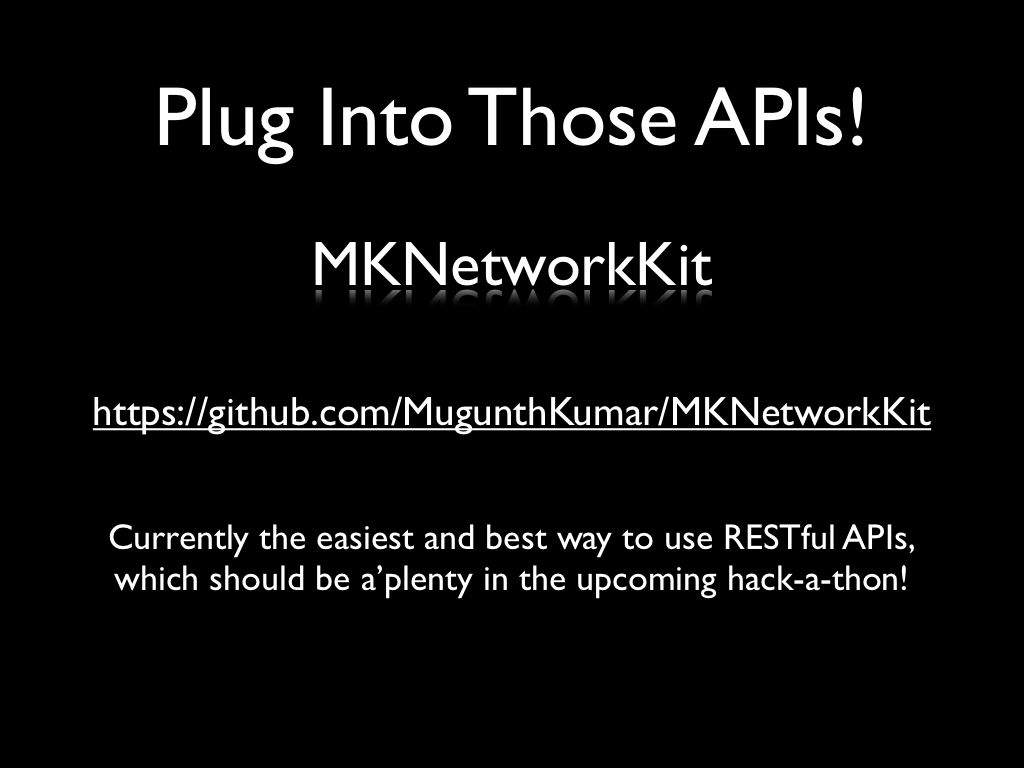 Plug Into Those APIs!
MKNetworkKit
https://github.com/MugunthKumar/MKNetworkKit
Currently the easiest and best way to use RESTful APIs,
which should be a’plenty in the upcoming hack-a-thon!